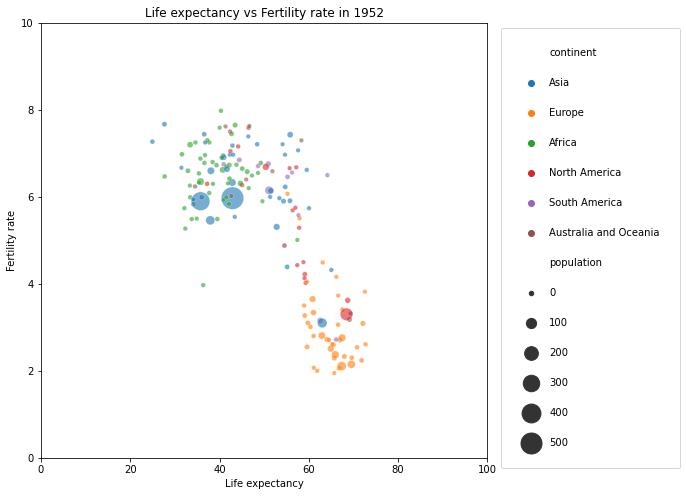 Life expectancy vs Fertility rate in 1952
10
8
6
4
2
0
Fertility rate
0 20 40 60 80 100
Life expectancy
continent
Asia
Europe
Africa
North America
South America
Australia and Oceania
population
0
100
200
300
400
500